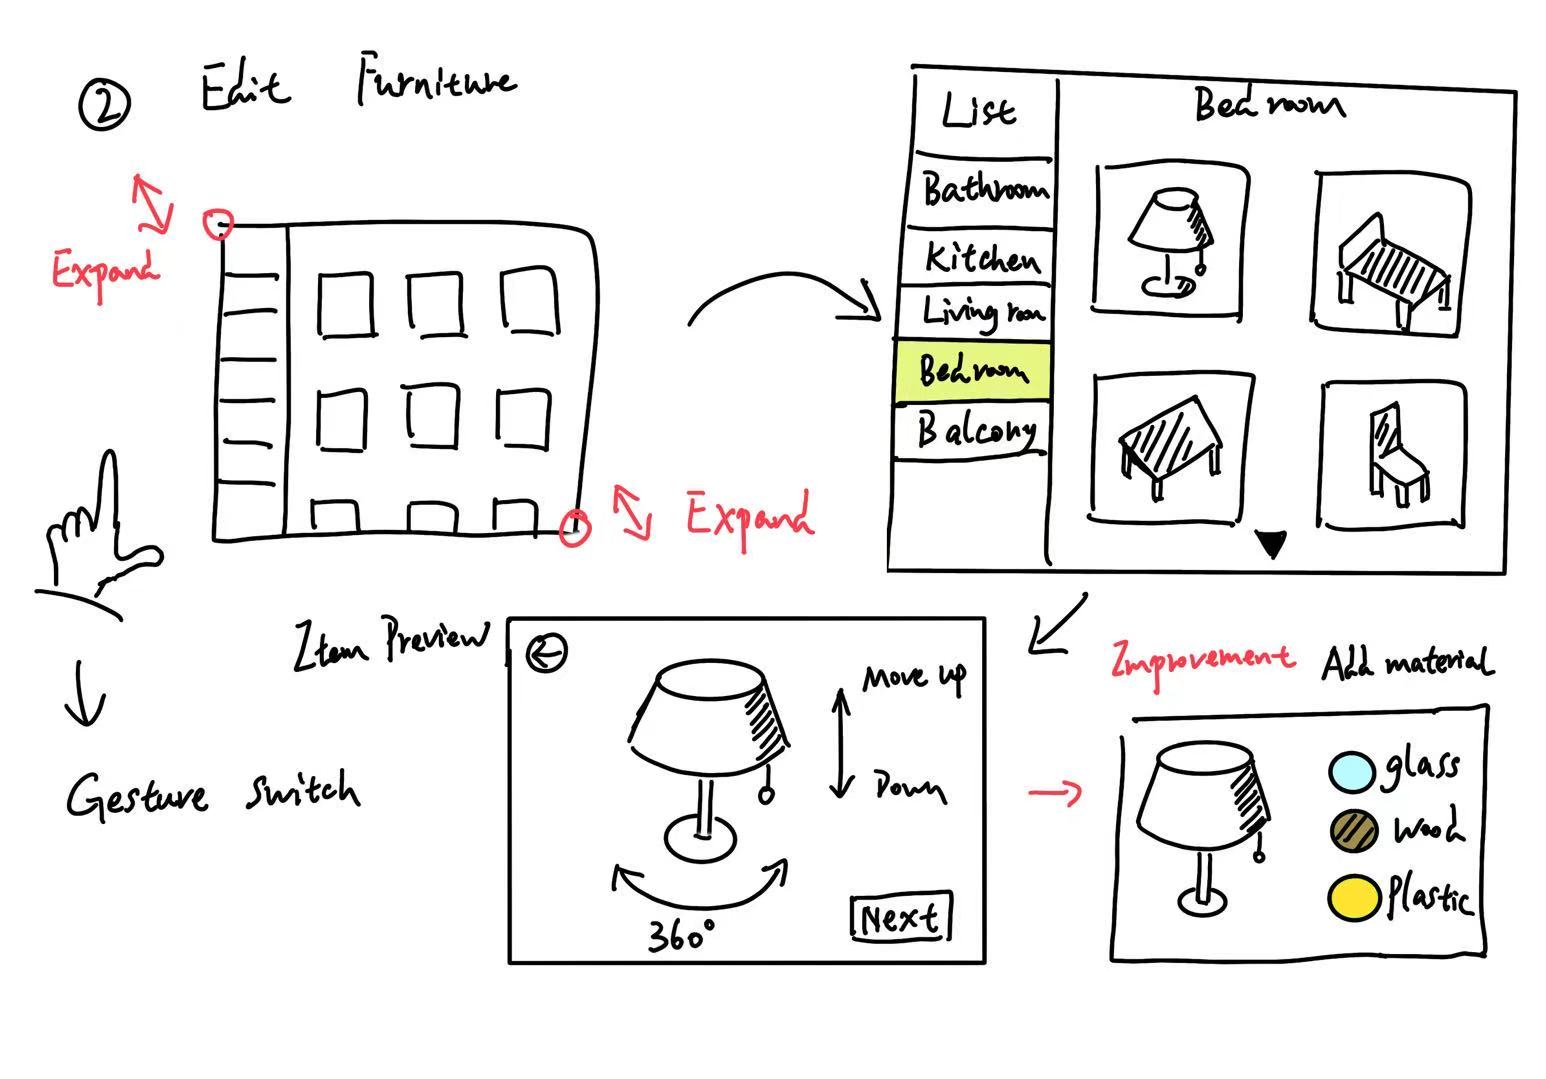 ② Edit Furniture
Expand
Expand
Gesture switch
List
Bathroom
Kitchen
Living room
Bedroom
Balcony
Bedroom
Item Preview
Move up
Down
360°
Next
Improvement Add material
glass
wood
Plastic